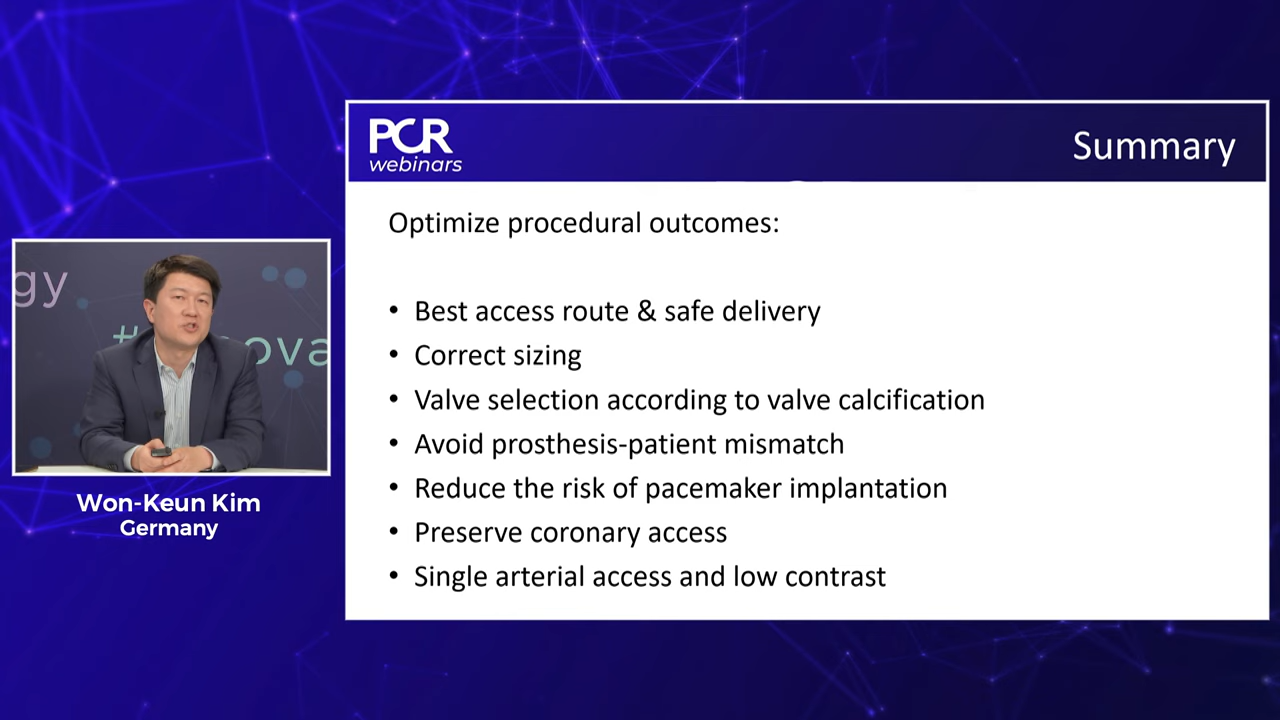 PCR
webinars
Summary
Optimize procedural outcomes:
• Best access route & safe delivery
• Correct sizing
• Valve selection according to valve calcification
• Avoid prosthesis-patient mismatch
• Reduce the risk of pacemaker implantation
• Preserve coronary access
• Single arterial access and low contrast
gy
ova
Won-Keun Kim
Germany